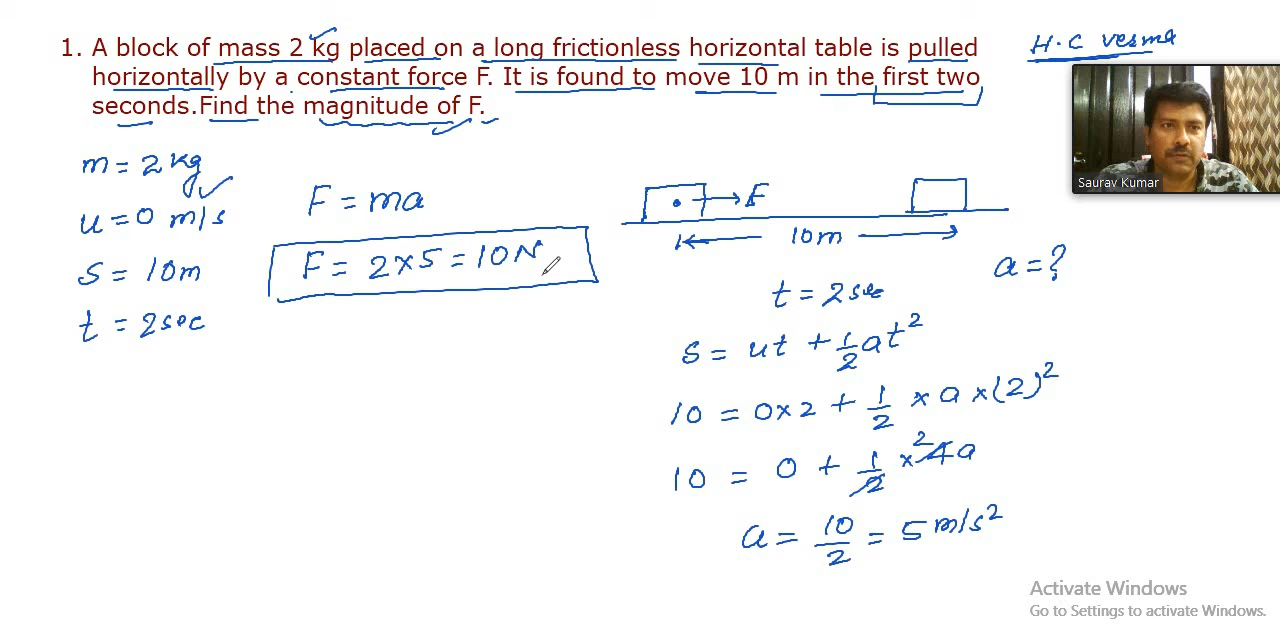 1. A block of mass 2 kg placed on a long frictionless horizontal table is pulled
horizontally by a constant force F. It is found to move 10 m in the first two
seconds.Find the magnitude of F.
H.C verma
Saurav Kumar
m = 2 kg
u = 0 m/s
s = 10m
t = 2sec
F = ma
F = 2×5 = 10N
F
10m
t = 2sec
a = ?
s = ut + 1/2 at²
10 = 0×2 + 1/2 × a × (2)²
10 = 0 + 1/2 × 4a
2
a = 10/2 = 5 m/s²
Activate Windows
Go to Settings to activate Windows.